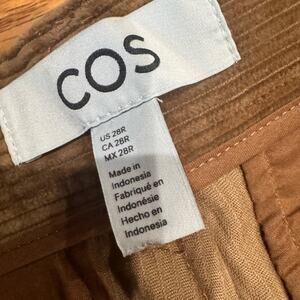 COS
US 28R
CA 28R
MX 28R
Made in
Indonesia
Fabriqué en
Indonésie
Hecho en
Indonesia